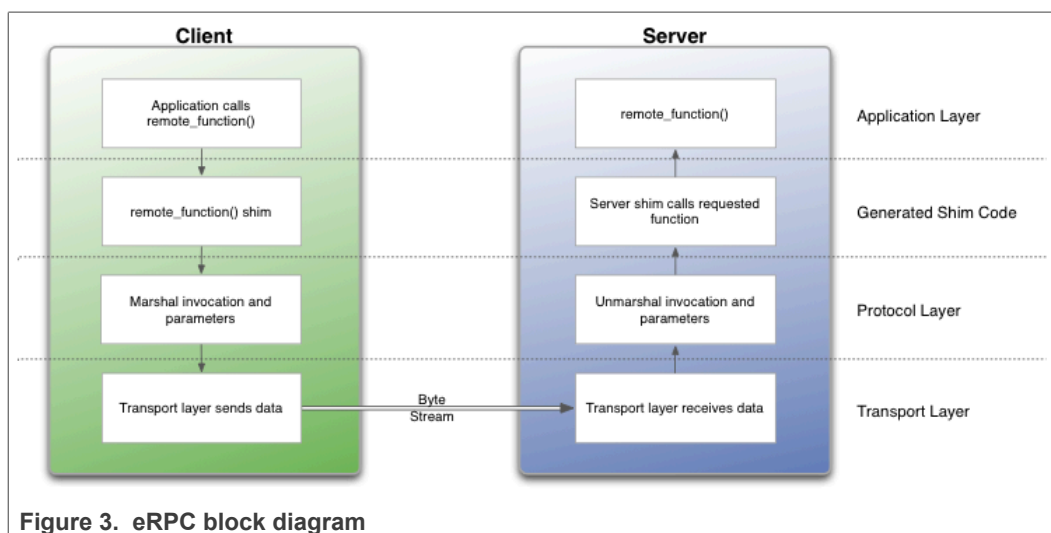 Client
Server
Application calls
remote_function()
remote_function()
Application Layer
remote_function() shim
Server shim calls requested
function
Generated Shim Code
Marshal invocation and
parameters
Unmarshal invocation and
parameters
Protocol Layer
Transport layer sends data
Byte
Stream
Transport layer receives data
Transport Layer
Figure 3. eRPC block diagram